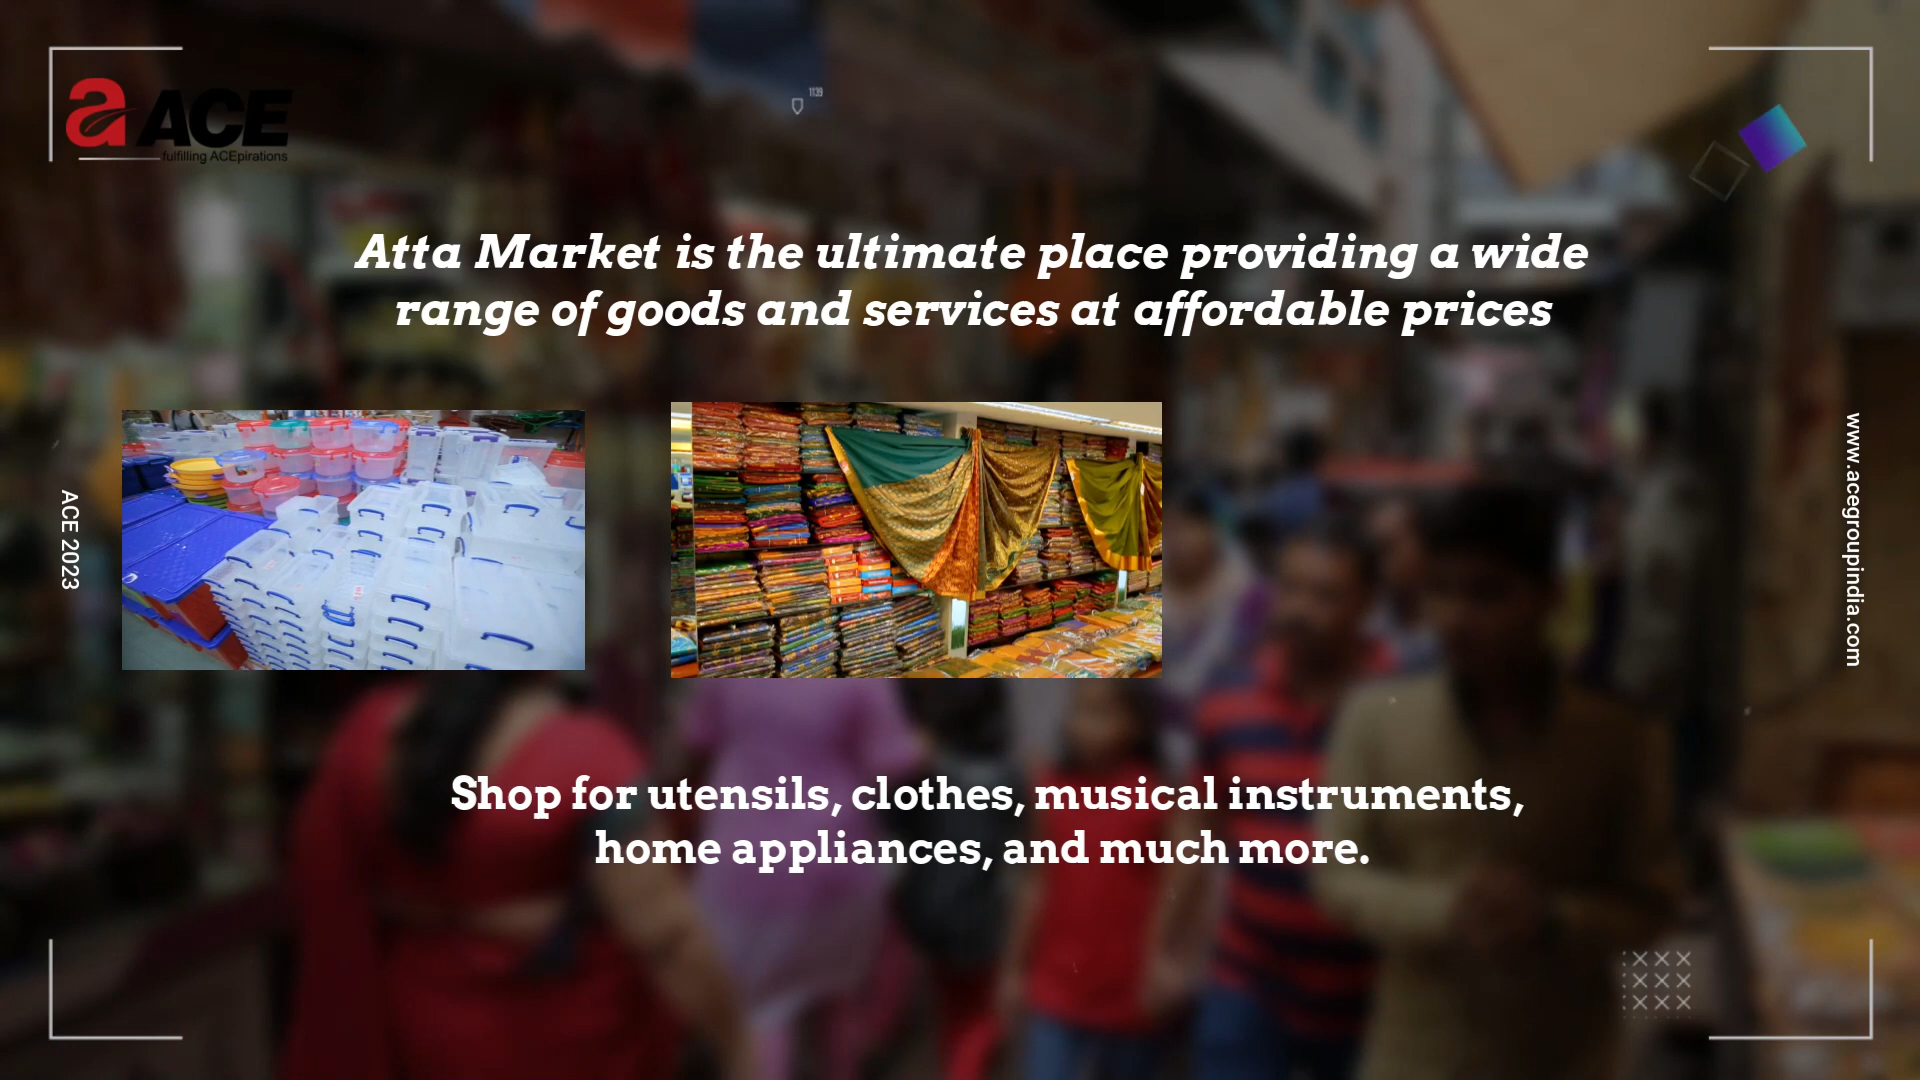 a ACE
fulfilling ACEpirations
1139
Atta Market is the ultimate place providing a wide
range of goods and services at affordable prices
ACE 2023
www.acegroupindia.com
Shop for utensils, clothes, musical instruments,
home appliances, and much more.